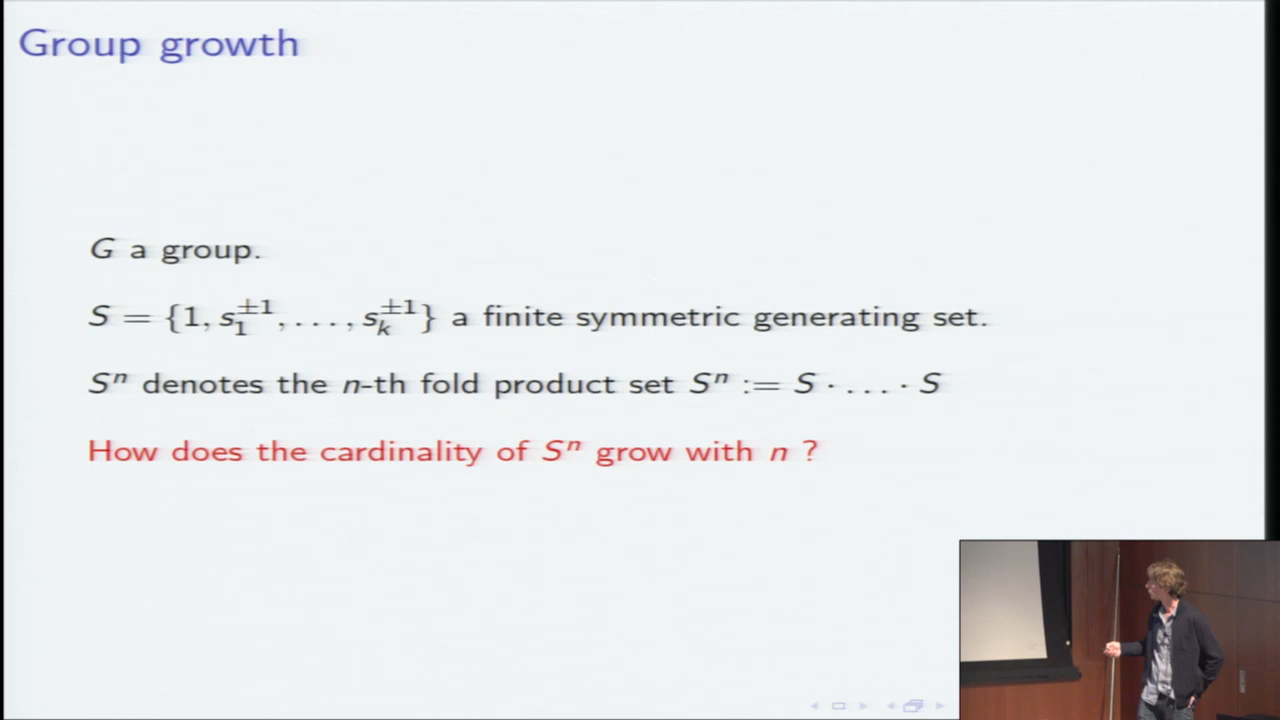 Group growth
G a group.
S = {1, s₁^{±1}, . . . , sₖ^{±1}} a finite symmetric generating set.
Sⁿ denotes the n-th fold product set Sⁿ := S · . . . · S
How does the cardinality of Sⁿ grow with n ?